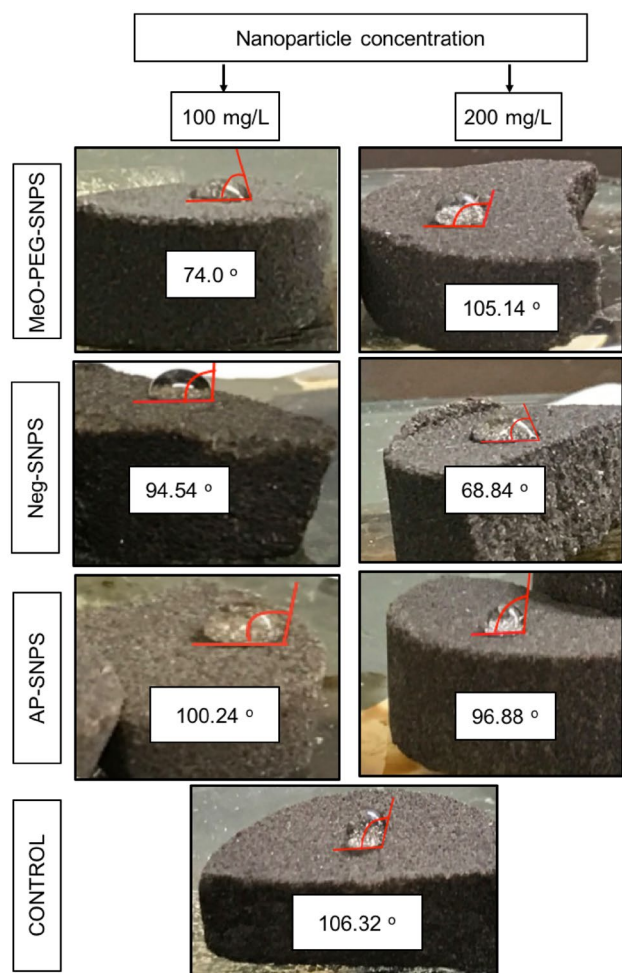 Nanoparticle concentration
100 mg/L
200 mg/L
MeO-PEG-SNPS
74.0 º
105.14 º
Neg-SNPS
94.54 º
68.84 º
AP-SNPS
100.24 º
96.88 º
CONTROL
106.32 º